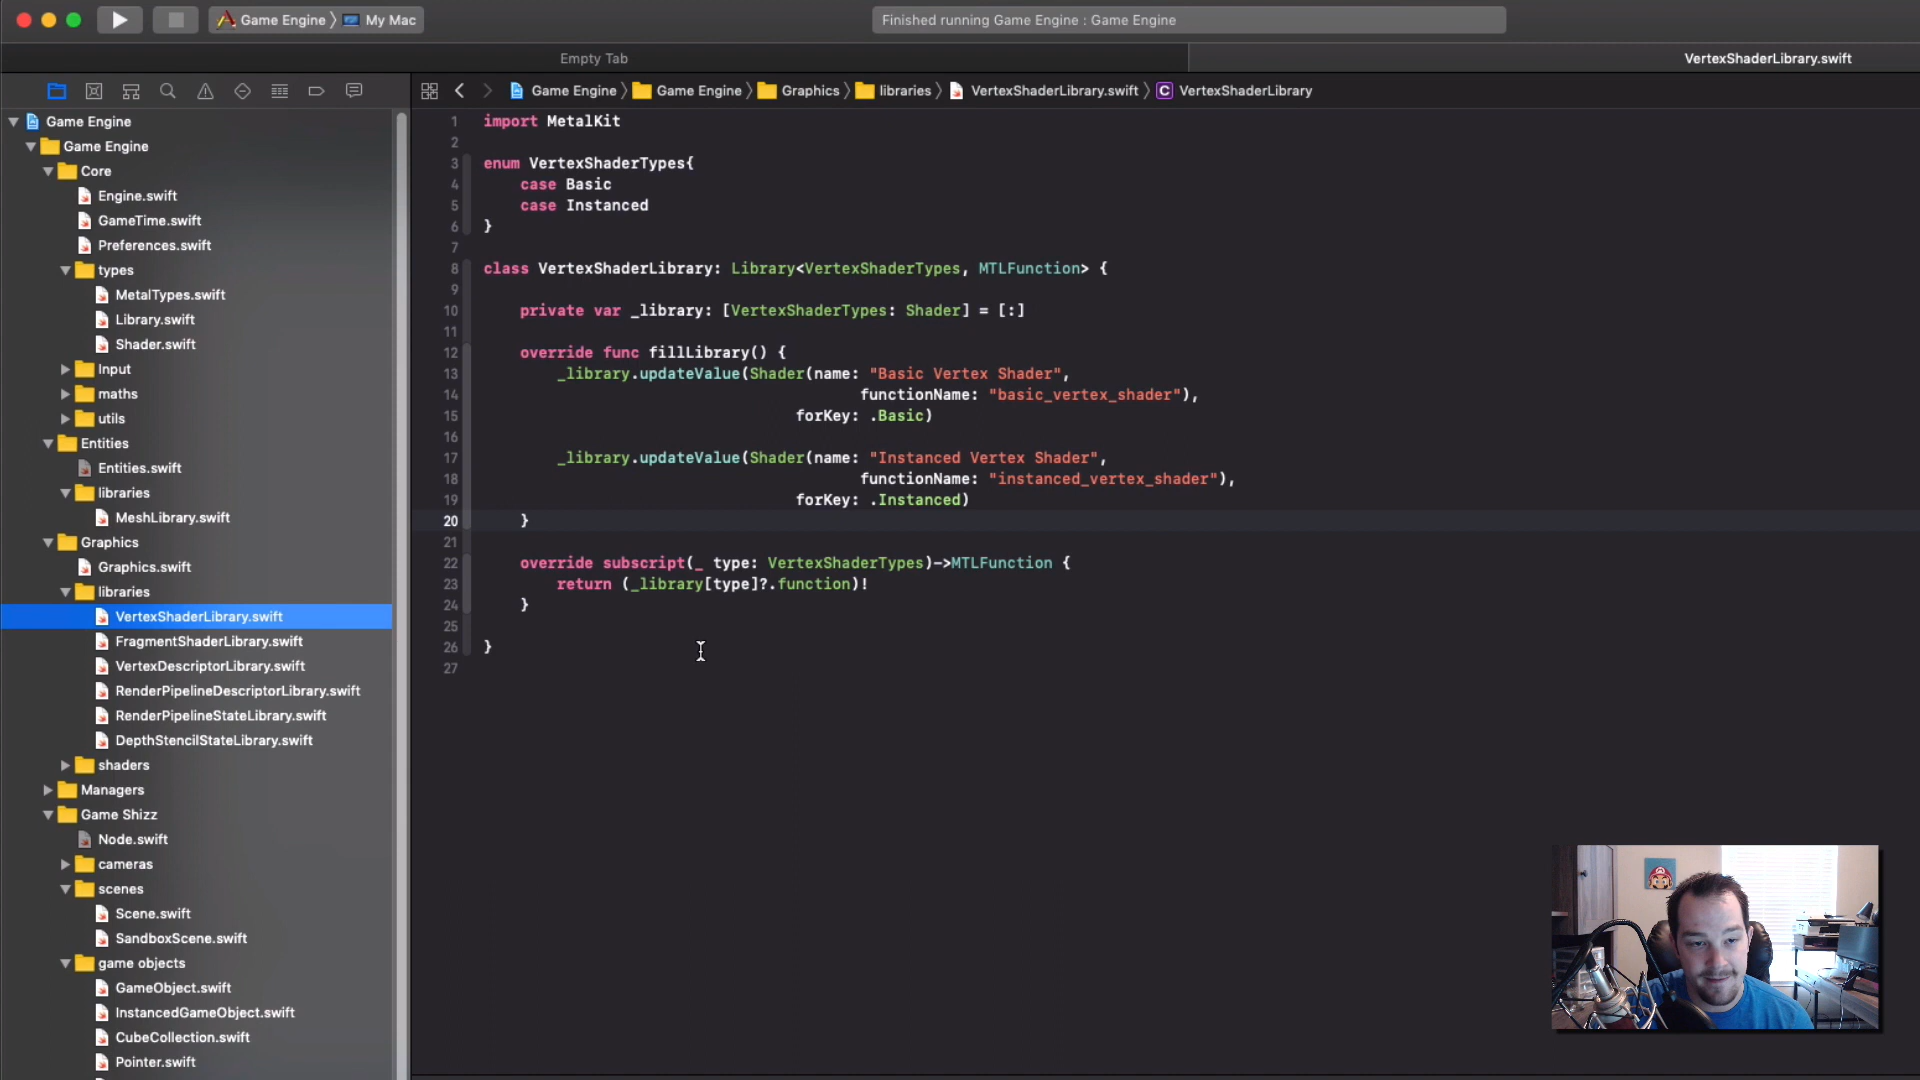 Game Engine My Mac
Finished running Game Engine : Game Engine
Empty Tab
VertexShaderLibrary.swift
Game Engine Game Engine Graphics libraries VertexShaderLibrary.swift C VertexShaderLibrary
Game Engine
Game Engine
Core
Engine.swift
GameTime.swift
Preferences.swift
types
MetalTypes.swift
Library.swift
Shader.swift
Input
maths
utils
Entities
Entities.swift
libraries
MeshLibrary.swift
Graphics
Graphics.swift
libraries
VertexShaderLibrary.swift
FragmentShaderLibrary.swift
VertexDescriptorLibrary.swift
RenderPipelineDescriptorLibrary.swift
RenderPipelineStateLibrary.swift
DepthStencilStateLibrary.swift
shaders
Managers
Game Shizz
Node.swift
cameras
scenes
Scene.swift
SandboxScene.swift
game objects
GameObject.swift
InstancedGameObject.swift
CubeCollection.swift
Pointer.swift
1 import MetalKit
2
3 enum VertexShaderTypes{
4 case Basic
5 case Instanced
6 }
7
8 class VertexShaderLibrary: Library<VertexShaderTypes, MTLFunction> {
9
10 private var _library: [VertexShaderTypes: Shader] = [:]
11
12 override func fillLibrary() {
13 _library.updateValue(Shader(name: "Basic Vertex Shader",
14 functionName: "basic_vertex_shader"),
15 forKey: .Basic)
16
17 _library.updateValue(Shader(name: "Instanced Vertex Shader",
18 functionName: "instanced_vertex_shader"),
19 forKey: .Instanced)
20 }
21
22 override subscript(_ type: VertexShaderTypes)->MTLFunction {
23 return (_library[type]?.function)!
24 }
25
26 }
27